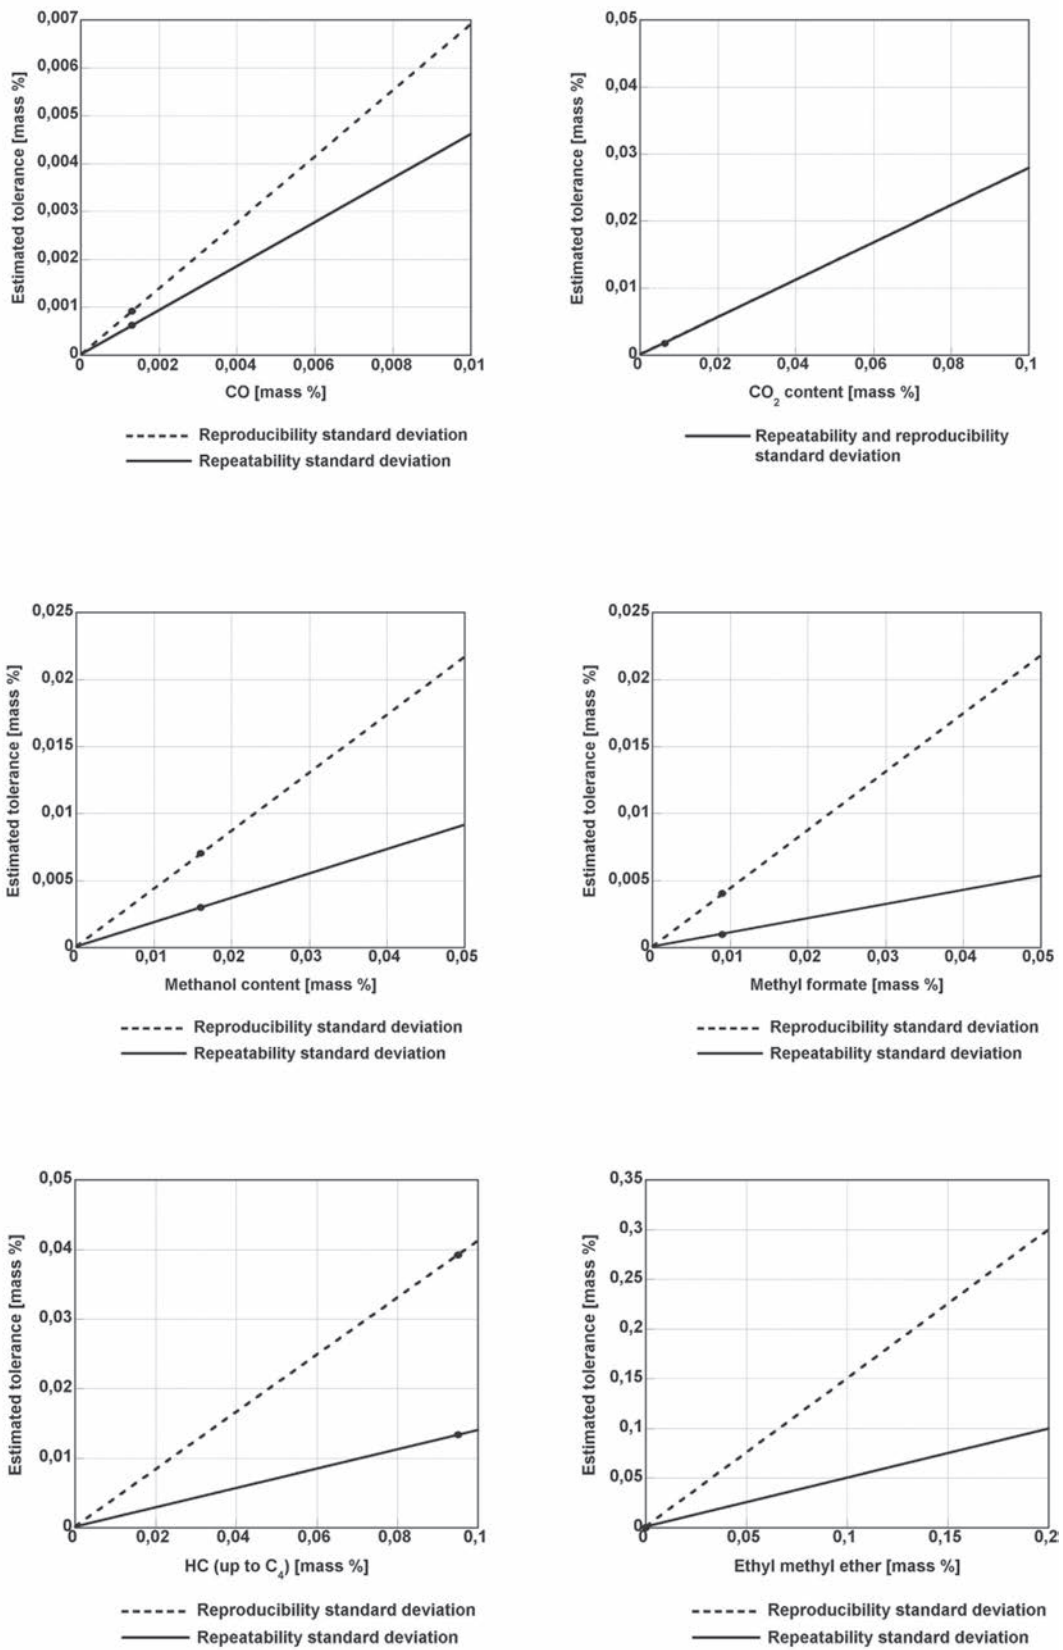 0,007
0,006
0,005
0,004
0,003
0,002
0,001
0
Estimated tolerance [mass %]
0 0,002 0,004 0,006 0,008 0,01
CO [mass %]
Reproducibility standard deviation
Repeatability standard deviation
0,05
0,04
0,03
0,02
0,01
0
Estimated tolerance [mass %]
0 0,02 0,04 0,06 0,08 0,1
CO2 content [mass %]
Repeatability and reproducibility
standard deviation
0,025
0,02
0,015
0,01
0,005
0
Estimated tolerance [mass %]
0 0,01 0,02 0,03 0,04 0,05
Methanol content [mass %]
Reproducibility standard deviation
Repeatability standard deviation
0,025
0,02
0,015
0,01
0,005
0
Estimated tolerance [mass %]
0 0,01 0,02 0,03 0,04 0,05
Methyl formate [mass %]
Reproducibility standard deviation
Repeatability standard deviation
0,05
0,04
0,03
0,02
0,01
0
Estimated tolerance [mass %]
0 0,02 0,04 0,06 0,08 0,1
HC (up to C4) [mass %]
Reproducibility standard deviation
Repeatability standard deviation
0,35
0,3
0,25
0,2
0,15
0,1
0,05
0
Estimated tolerance [mass %]
0 0,05 0,1 0,15 0,2
Ethyl methyl ether [mass %]
Reproducibility standard deviation
Repeatability standard deviation